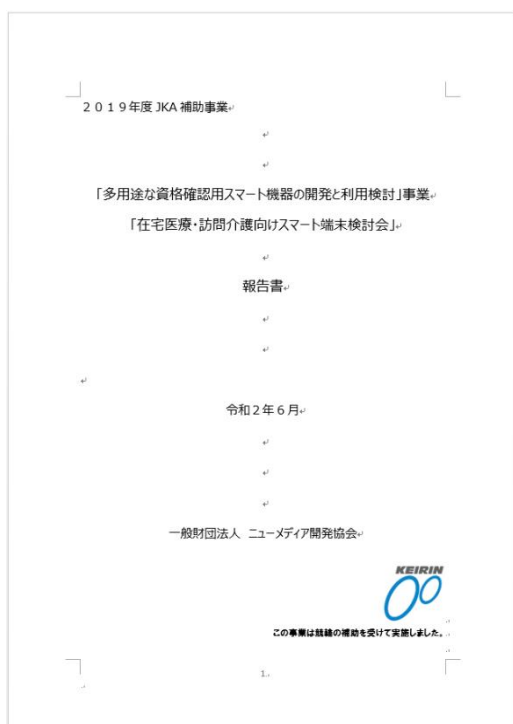 ２０１９年度 JKA 補助事業
「多用途な資格確認用スマート機器の開発と利用検討」事業
「在宅医療・訪問介護向けスマート端末検討会」
報告書
令和２年６月
一般財団法人 ニューメディア開発協会
KEIRIN
この事業は競輪の補助を受けて実施しました。
1